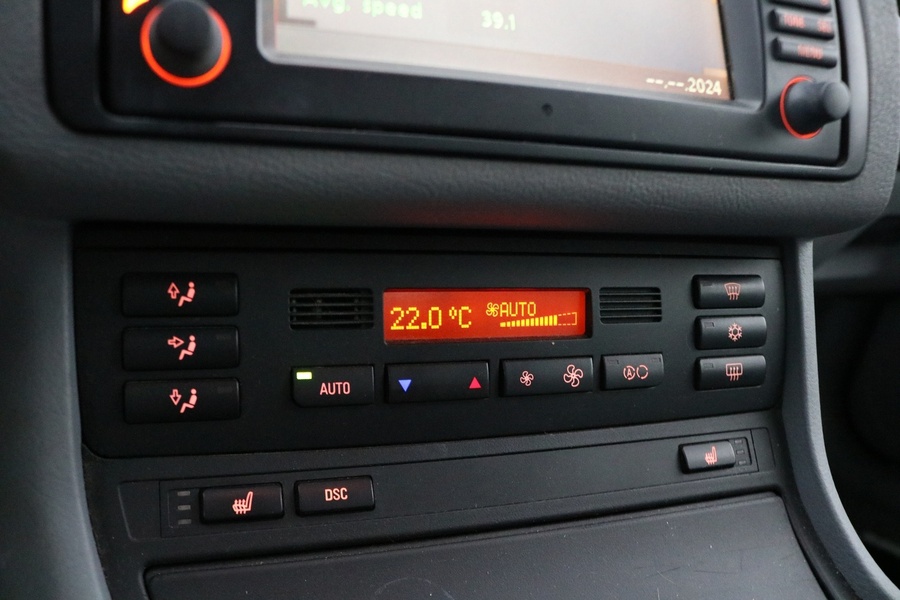 Avg. speed 39.1
--.--.2024
22.0 °C AUTO
AUTO
A
DSC